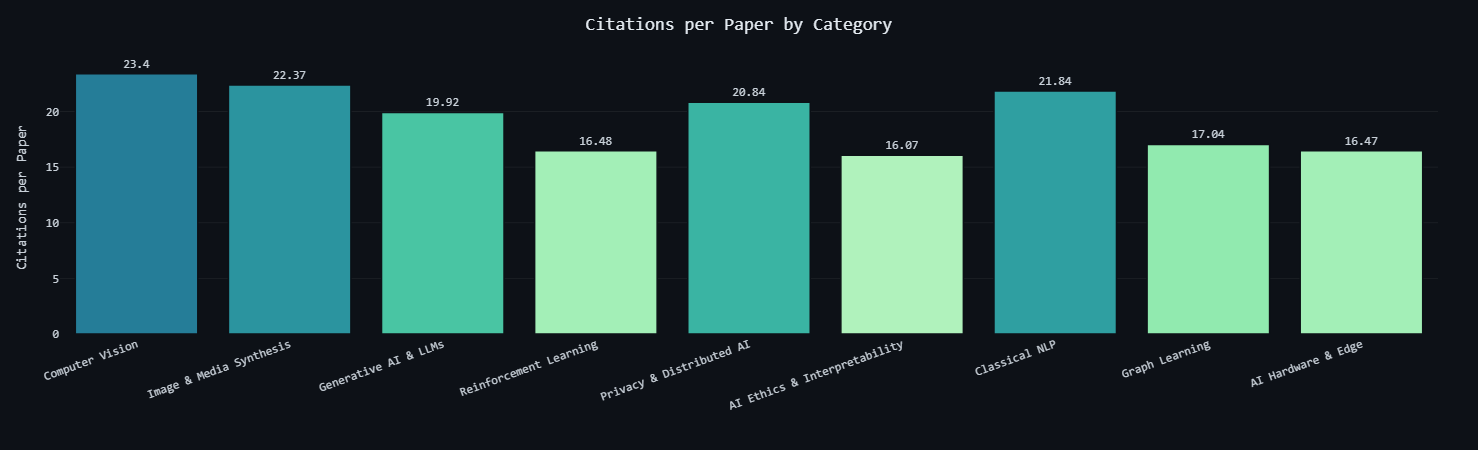 Citations per Paper by Category
Citations per Paper
20
15
10
5
0
23.4
22.37
19.92
16.48
20.84
16.07
21.84
17.04
16.47
Computer Vision
Image & Media Synthesis
Generative AI & LLMs
Reinforcement Learning
Privacy & Distributed AI
AI Ethics & Interpretability
Classical NLP
Graph Learning
AI Hardware & Edge